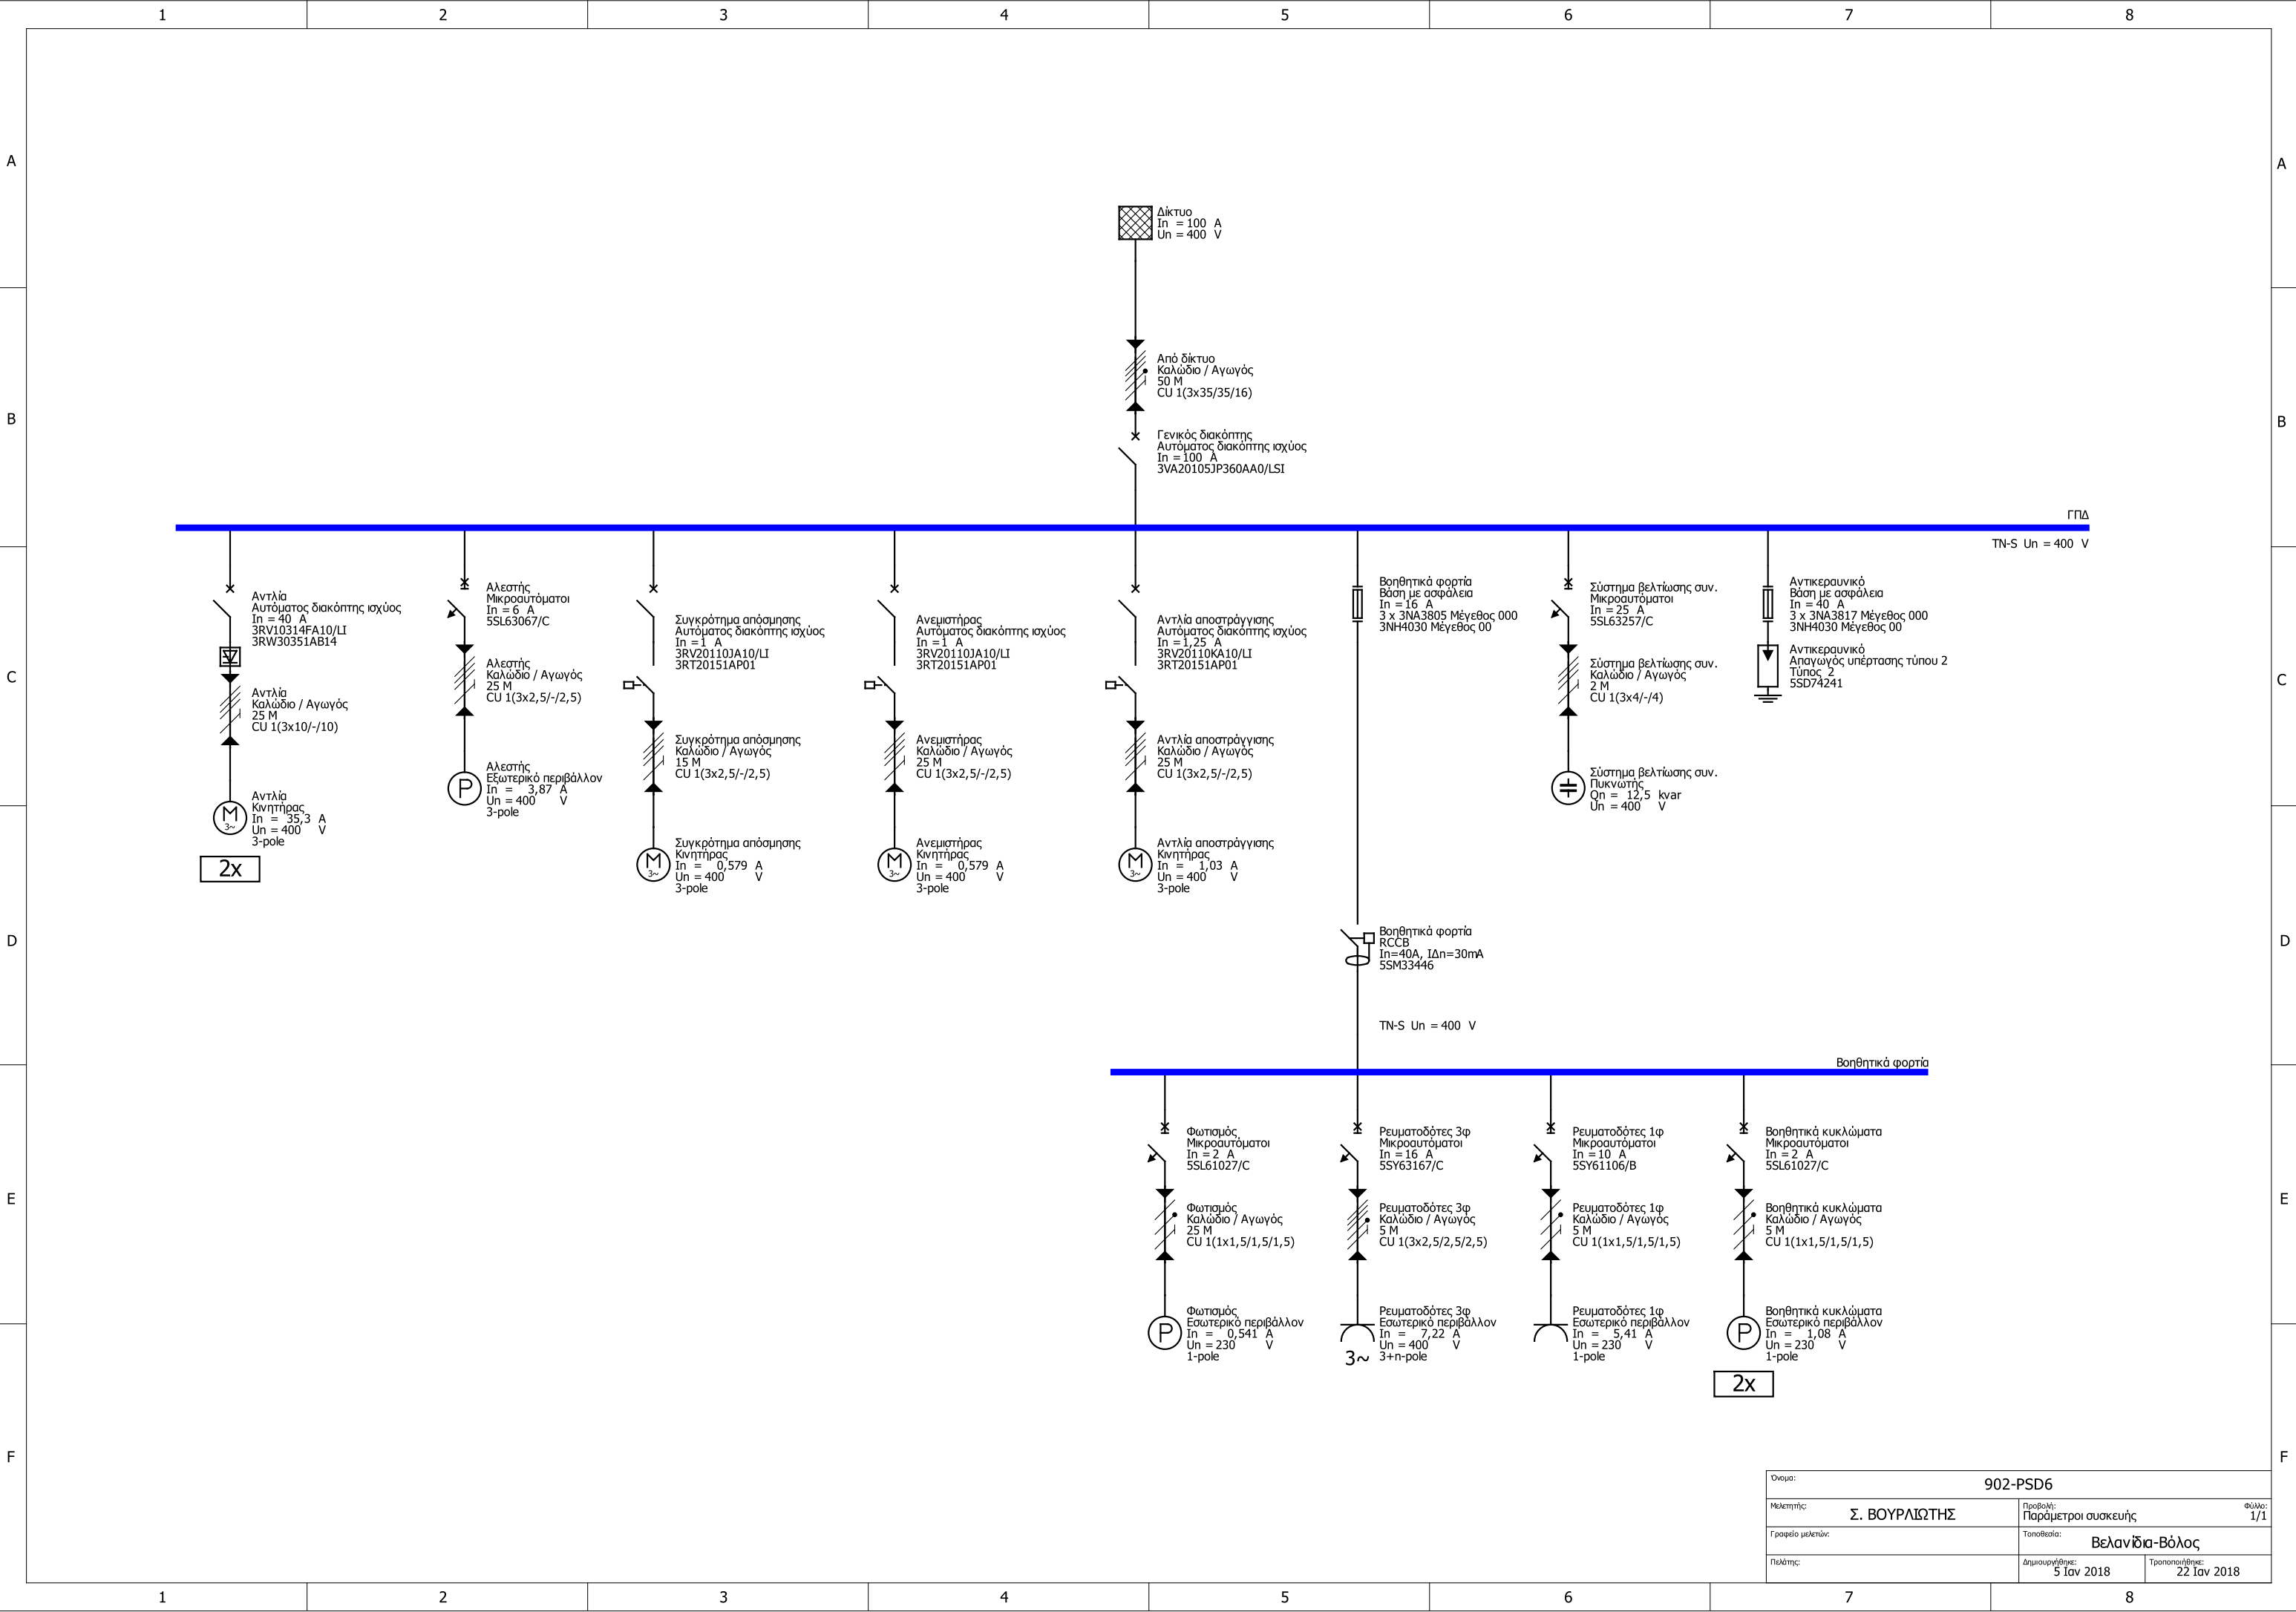 1 2 3 4 5 6 7 8
A A
B B
C C
D D
E E
F F
Δίκτυο
In = 100 A
Un = 400 V
Από δίκτυο
Καλώδιο / Αγωγός
50 M
CU 1(3x35/35/16)
Γενικός διακόπτης
Αυτόματος διακόπτης ισχύος
In = 100 A
3VA20105JP360AA0/LSI
ΓΠΔ
TN-S Un = 400 V
Αντλία
Αυτόματος διακόπτης ισχύος
In = 40 A
3RV10314FA10/LI
3RW30351AB14
Αντλία
Καλώδιο / Αγωγός
25 M
CU 1(3x10/-/10)
Αντλία
Κινητήρας
In = 35,3 A
Un = 400 V
3-pole
M
3~
2x
Αλεστής
Μικροαυτόματοι
In = 6 A
5SL63067/C
Αλεστής
Καλώδιο / Αγωγός
25 M
CU 1(3x2,5/-/2,5)
Αλεστής
Εξωτερικό περιβάλλον
In = 3,87 A
Un = 400 V
3-pole
P
Συγκρότημα απόσμησης
Αυτόματος διακόπτης ισχύος
In = 1 A
3RV20110JA10/LI
3RT20151AP01
Συγκρότημα απόσμησης
Καλώδιο / Αγωγός
15 M
CU 1(3x2,5/-/2,5)
Συγκρότημα απόσμησης
Κινητήρας
In = 0,579 A
Un = 400 V
3-pole
M
3~
Ανεμιστήρας
Αυτόματος διακόπτης ισχύος
In = 1 A
3RV20110JA10/LI
3RT20151AP01
Ανεμιστήρας
Καλώδιο / Αγωγός
25 M
CU 1(3x2,5/-/2,5)
Ανεμιστήρας
Κινητήρας
In = 0,579 A
Un = 400 V
3-pole
M
3~
Αντλία αποστράγγισης
Αυτόματος διακόπτης ισχύος
In = 1,25 A
3RV20110KA10/LI
3RT20151AP01
Αντλία αποστράγγισης
Καλώδιο / Αγωγός
25 M
CU 1(3x2,5/-/2,5)
Αντλία αποστράγγισης
Κινητήρας
In = 1,03 A
Un = 400 V
3-pole
M
3~
Βοηθητικά φορτία
Βάση με ασφάλεια
In = 16 A
3 x 3NA3805 Μέγεθος 000
3NH4030 Μέγεθος 00
Βοηθητικά φορτία
RCCB
In=40A, IΔn=30mA
5SM33446
TN-S Un = 400 V
Σύστημα βελτίωσης συν.
Μικροαυτόματοι
In = 25 A
5SL63257/C
Σύστημα βελτίωσης συν.
Καλώδιο / Αγωγός
2 M
CU 1(3x4/-/4)
Σύστημα βελτίωσης συν.
Πυκνωτής
Qn = 12,5 kvar
Un = 400 V
Αντικεραυνικό
Βάση με ασφάλεια
In = 40 A
3 x 3NA3817 Μέγεθος 000
3NH4030 Μέγεθος 00
Αντικεραυνικό
Απαγωγός υπέρτασης τύπου 2
Τύπος 2
5SD74241
Βοηθητικά φορτία
Φωτισμός
Μικροαυτόματοι
In = 2 A
5SL61027/C
Φωτισμός
Καλώδιο / Αγωγός
25 M
CU 1(1x1,5/1,5/1,5)
Φωτισμός
Εσωτερικό περιβάλλον
In = 0,541 A
Un = 230 V
1-pole
P
Ρευματοδότες 3φ
Μικροαυτόματοι
In = 16 A
5SY63167/C
Ρευματοδότες 3φ
Καλώδιο / Αγωγός
5 M
CU 1(3x2,5/2,5/2,5)
Ρευματοδότες 3φ
Εσωτερικό περιβάλλον
In = 7,22 A
Un = 400 V
3+n-pole
3~
Ρευματοδότες 1φ
Μικροαυτόματοι
In = 10 A
5SY61106/B
Ρευματοδότες 1φ
Καλώδιο / Αγωγός
5 M
CU 1(1x1,5/1,5/1,5)
Ρευματοδότες 1φ
Εσωτερικό περιβάλλον
In = 5,41 A
Un = 230 V
1-pole
Βοηθητικά κυκλώματα
Μικροαυτόματοι
In = 2 A
5SL61027/C
Βοηθητικά κυκλώματα
Καλώδιο / Αγωγός
5 M
CU 1(1x1,5/1,5/1,5)
Βοηθητικά κυκλώματα
Εσωτερικό περιβάλλον
In = 1,08 A
Un = 230 V
1-pole
P
2x
Όνομα:
902-PSD6
Μελετητής:
Σ. ΒΟΥΡΛΙΩΤΗΣ
Προβολή:
Παράμετροι συσκευής
Φύλλο:
1/1
Γραφείο μελετών:
Τοποθεσία:
Βελανίδια-Βόλος
Πελάτης:
Δημιουργήθηκε:
5 Ιαν 2018
Τροποποιήθηκε:
22 Ιαν 2018
1 2 3 4 5 6 7 8